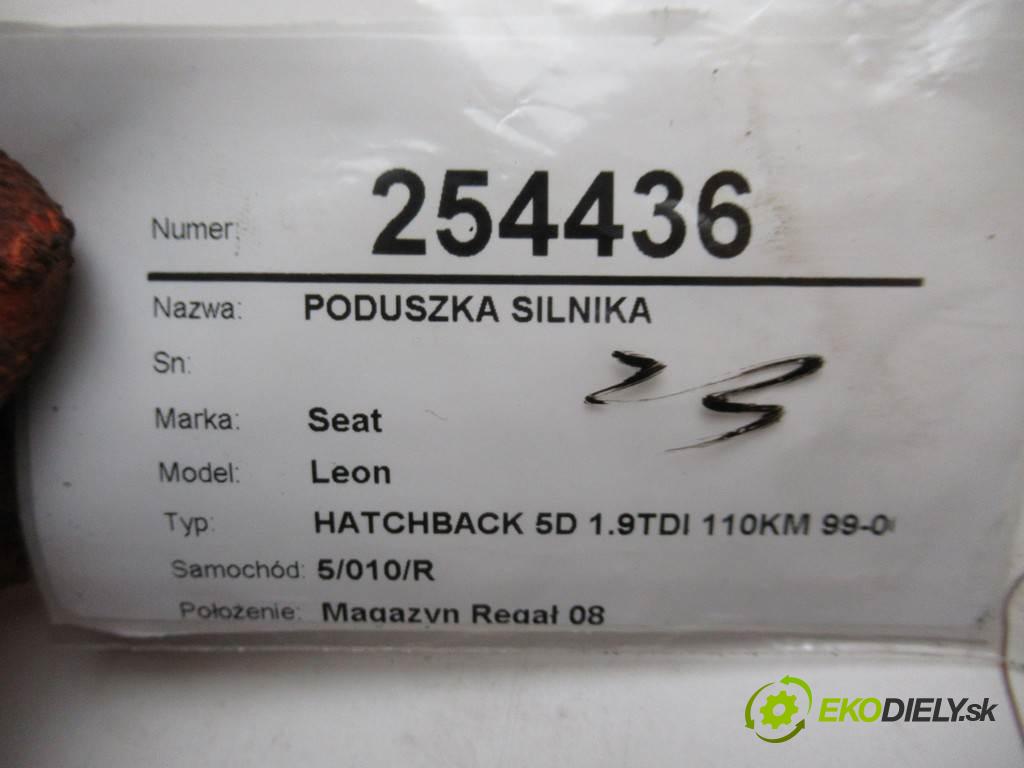 Numer: 254436
Nazwa: PODUSZKA SILNIKA
Sn:
Marka: Seat
Model: Leon
Typ: HATCHBACK 5D 1.9TDI 110KM 99-0
Samochód: 5/010/R
Położenie: Magazyn Regał 08
EKODIELY.sk